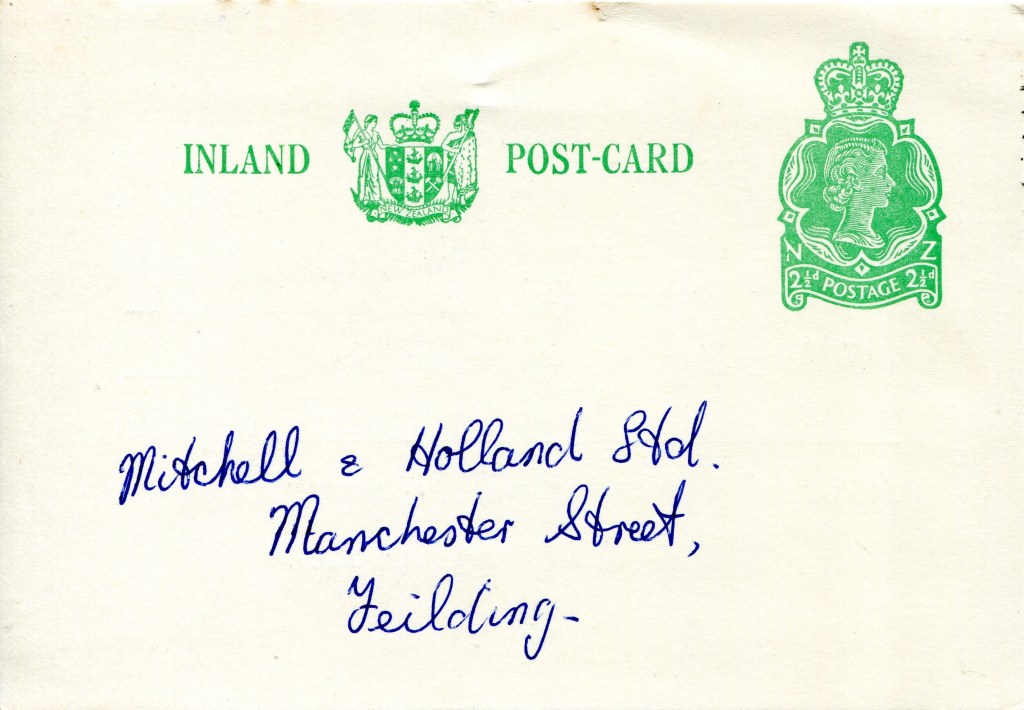 INLAND POST-CARD
NEW ZEALAND
N Z
2½d POSTAGE 2½d
Mitchell & Holland Ltd.
Manchester Street,
Feilding-